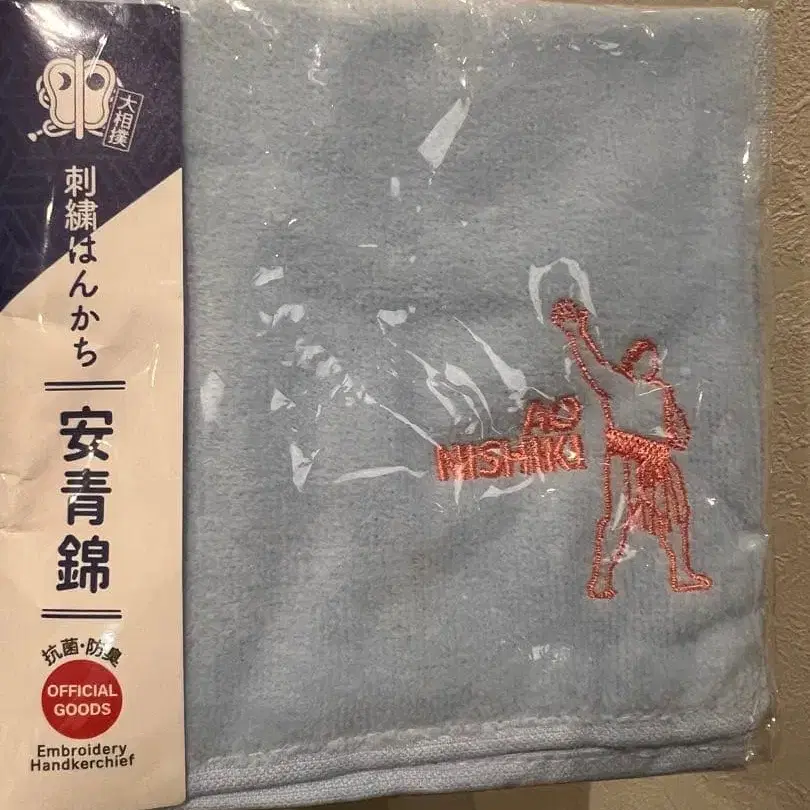 大相撲
刺繍はんかち
安青錦
抗菌・防臭
OFFICIAL
GOODS
Embroidery
Handkerchief
AO
NISHIKI